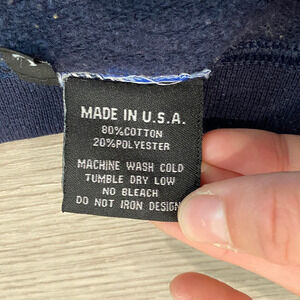 MADE IN U.S.A.
80%COTTON
20%POLYESTER
MACHINE WASH COLD
TUMBLE DRY LOW
NO BLEACH
DO NOT IRON DESIGN